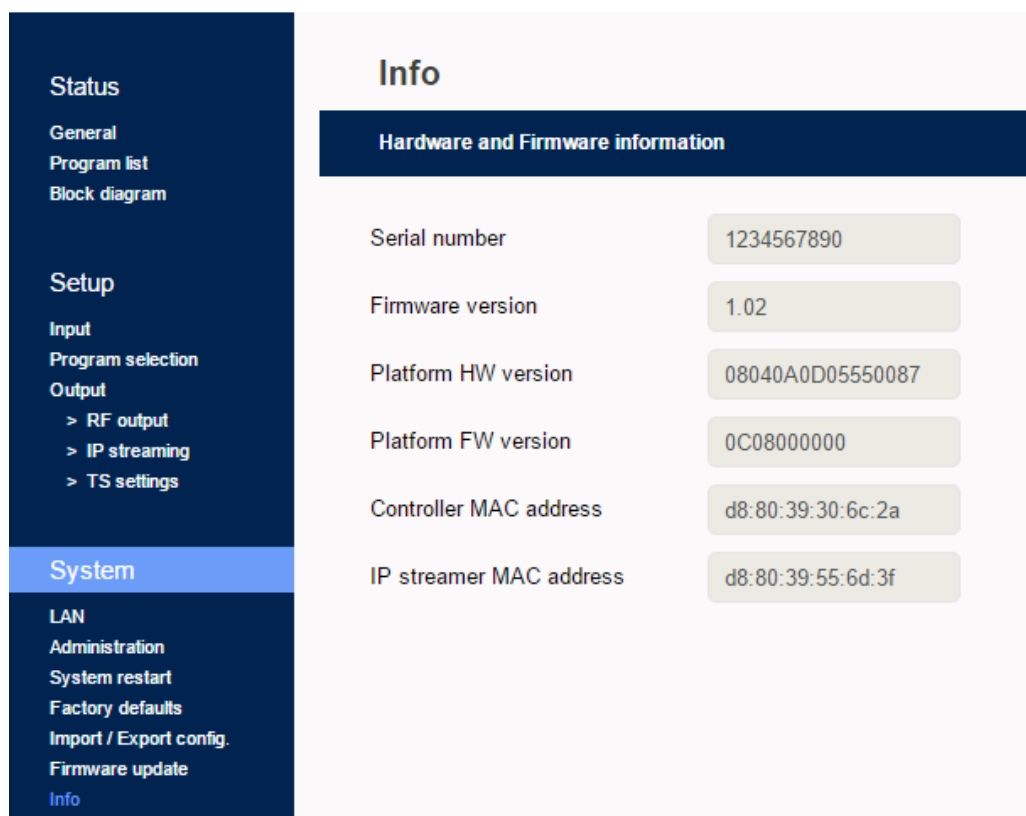 Status
General
Program list
Block diagram
Setup
Input
Program selection
Output
> RF output
> IP streaming
> TS settings
System
LAN
Administration
System restart
Factory defaults
Import / Export config.
Firmware update
Info
Info
Hardware and Firmware information
Serial number 1234567890
Firmware version 1.02
Platform HW version 08040A0D05550087
Platform FW version 0C08000000
Controller MAC address d8:80:39:30:6c:2a
IP streamer MAC address d8:80:39:55:6d:3f